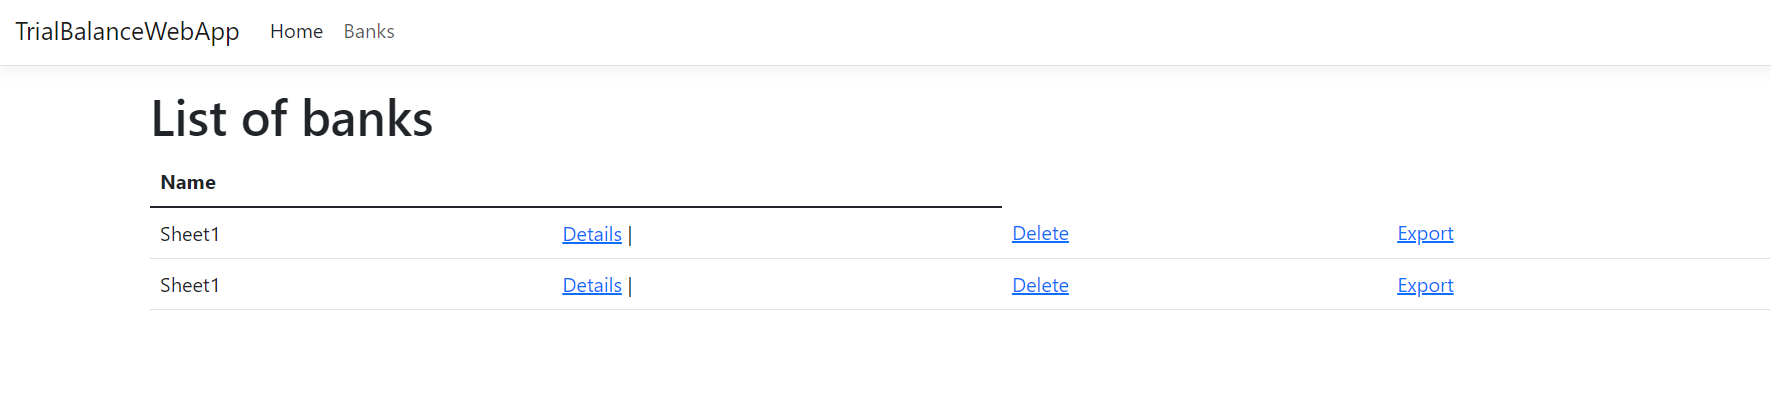 TrialBalanceWebApp Home Banks
List of banks
Name
Sheet1 Details | Delete Export
Sheet1 Details | Delete Export